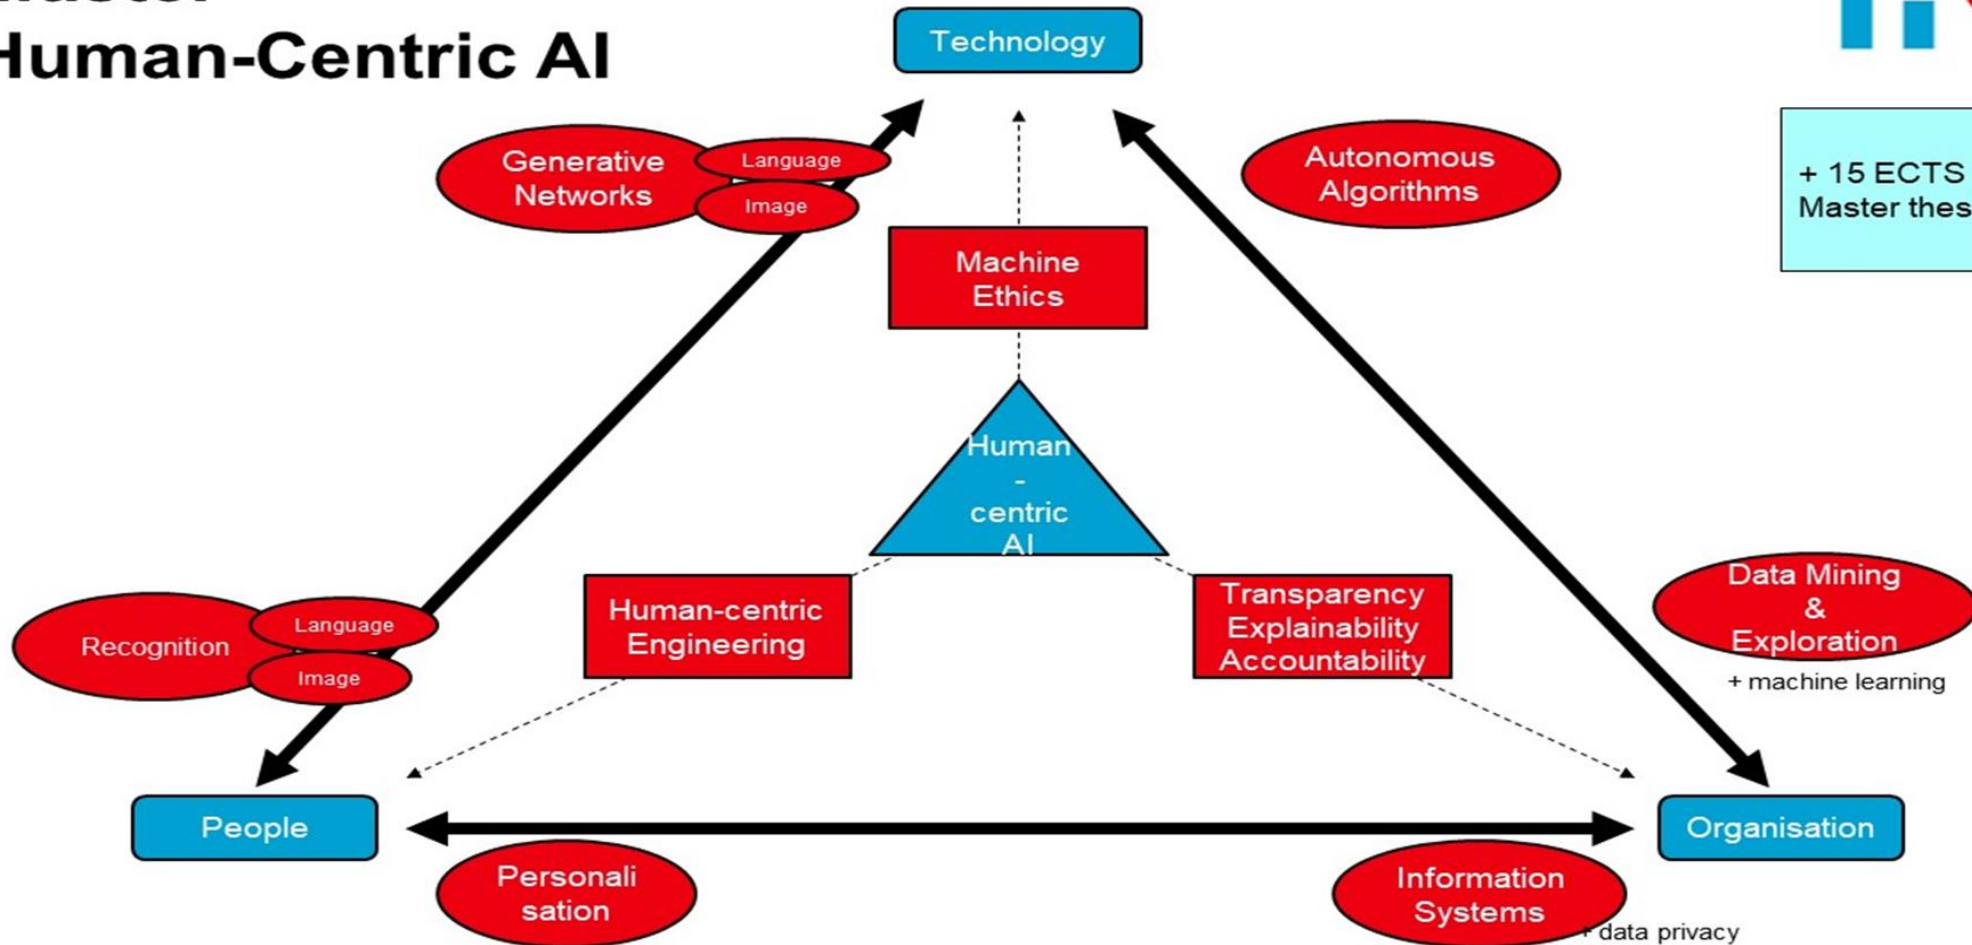 Human-Centric AI
Technology
Generative
Networks
Language
Image
Autonomous
Algorithms
+ 15 ECTS
Master thes
Machine
Ethics
Human
-
centric
AI
Recognition
Language
Image
Human-centric
Engineering
Transparency
Explainability
Accountability
Data Mining
&
Exploration
+ machine learning
People
Organisation
Personali
sation
Information
Systems
+ data privacy